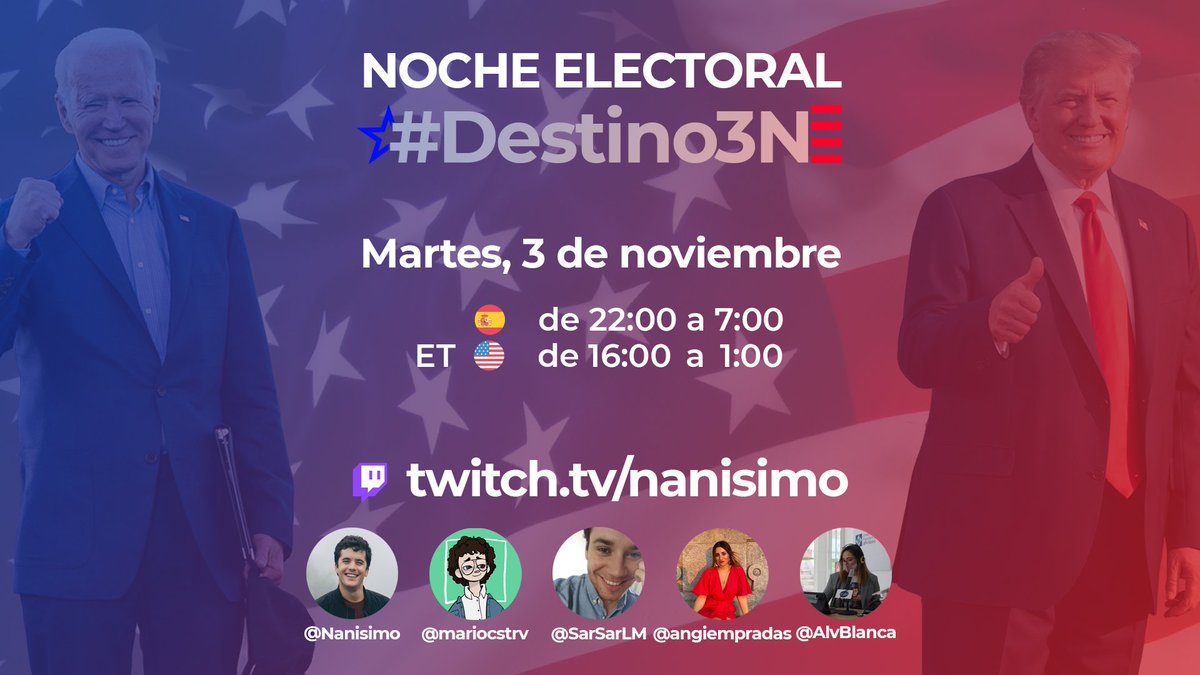 NOCHE ELECTORAL
#Destino3N
Martes, 3 de noviembre
de 22:00 a 7:00
ET de 16:00 a 1:00
twitch.tv/nanisimo
@Nanisimo @mariocstrv @SarSarLM @angiempradas @AlvBlanca